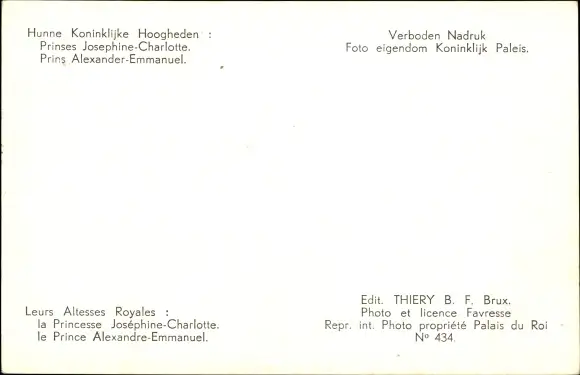 Hunne Koninklijke Hoogheden :
Prinses Josephine-Charlotte.
Prins Alexander-Emmanuel.
Verboden Nadruk
Foto eigendom Koninklijk Paleis.
Leurs Altesses Royales :
la Princesse Joséphine-Charlotte.
le Prince Alexandre-Emmanuel.
Edit. THIERY B. F. Brux.
Photo et licence Favresse
Repr. int. Photo propriété Palais du Roi
Nº 434.